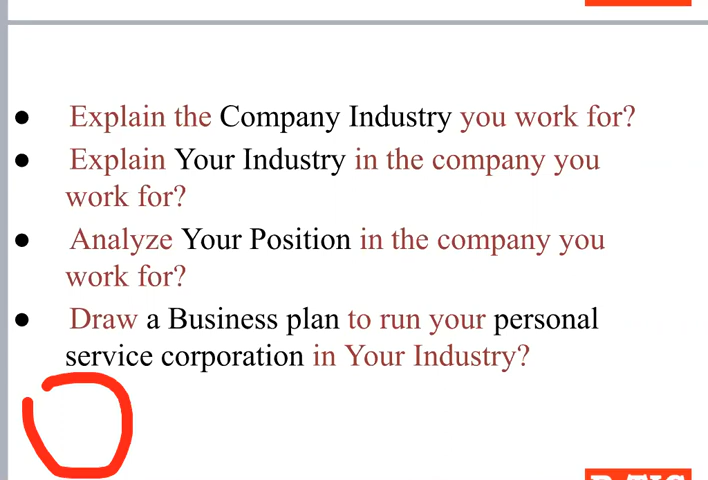 ● Explain the Company Industry you work for?
● Explain Your Industry in the company you
work for?
● Analyze Your Position in the company you
work for?
● Draw a Business plan to run your personal
service corporation in Your Industry?